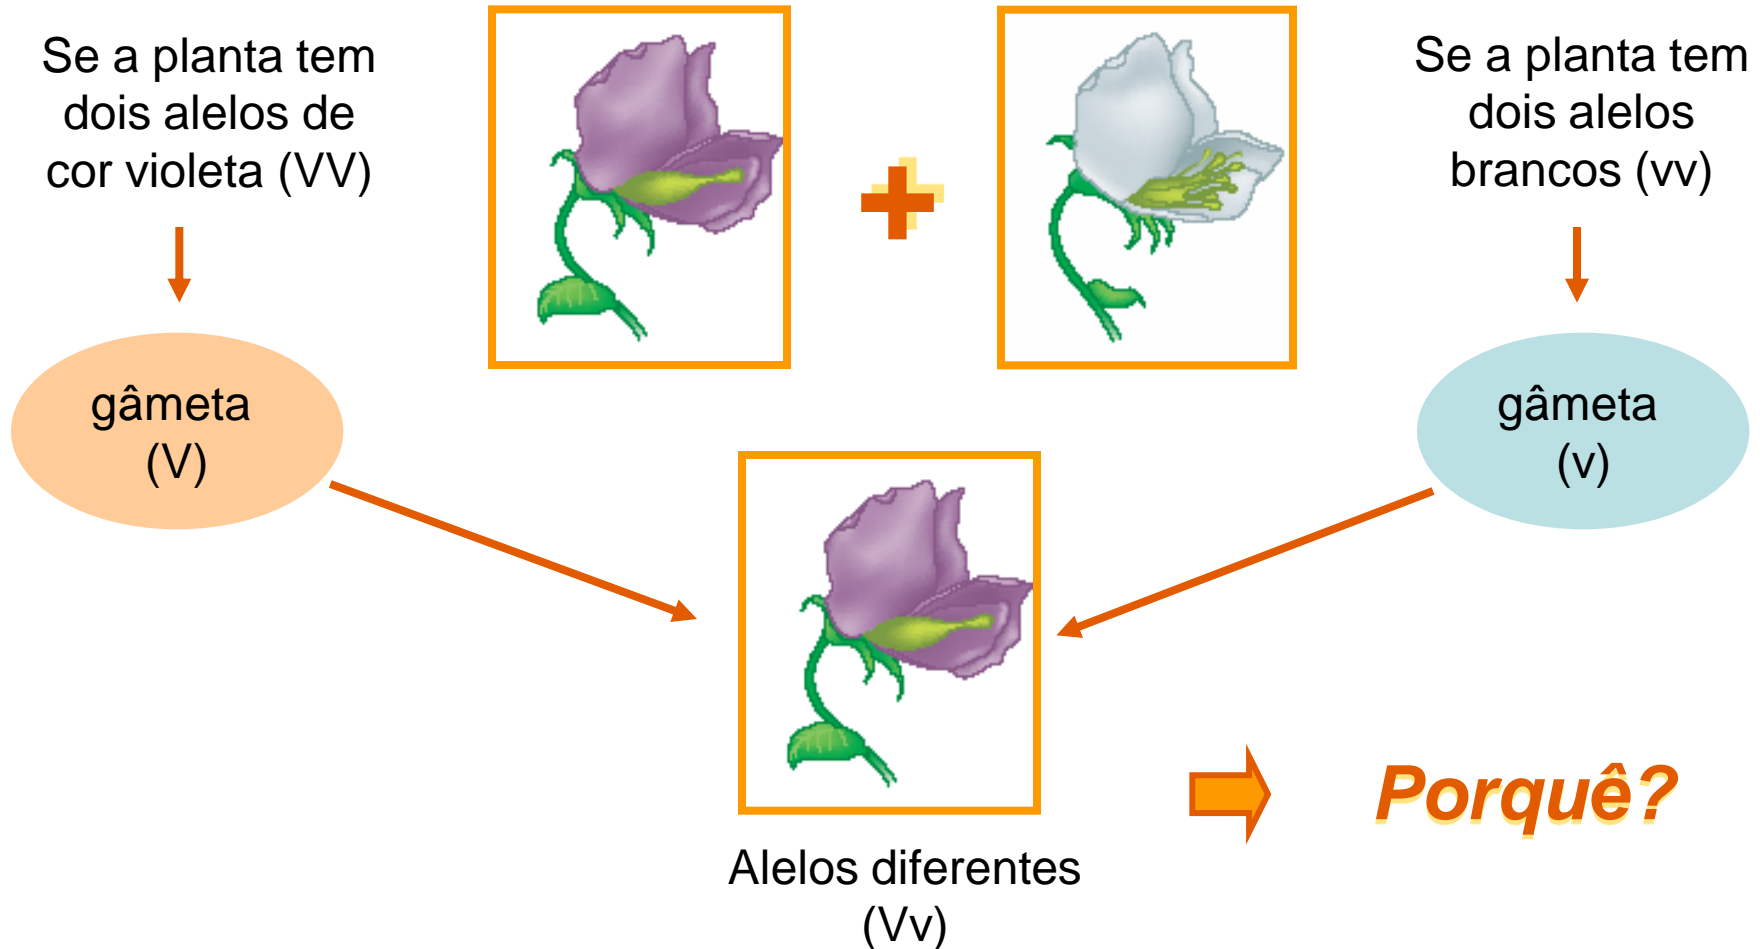 Se a planta tem
dois alelos de
cor violeta (VV)
Se a planta tem
dois alelos
brancos (vv)
gâmeta
(V)
gâmeta
(v)
Porquê?
Alelos diferentes
(Vv)